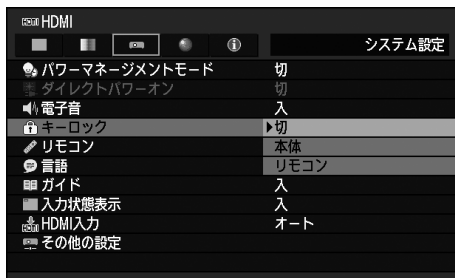 HDMI HDMI
システム設定
パワーマネージメントモード 切
ダイレクトパワーオン 切
電子音 入
キーロック ▶切
本体
リモコン リモコン
言語
ガイド 入
入力状態表示 入
HDMI入力 オート
その他の設定